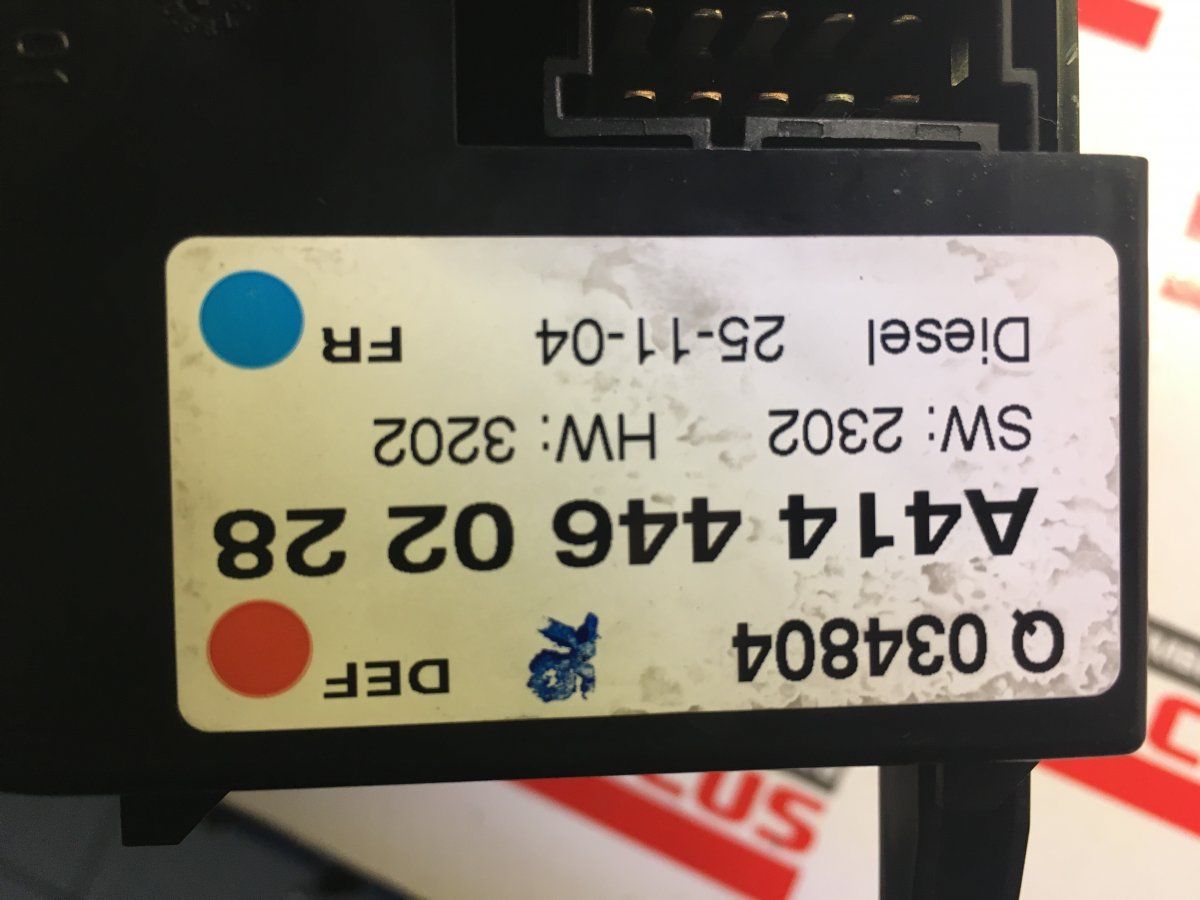 Q 034804 DEF
A414 446 02 28
SW: 2302 HW: 3202
Diesel 25-11-04 FR